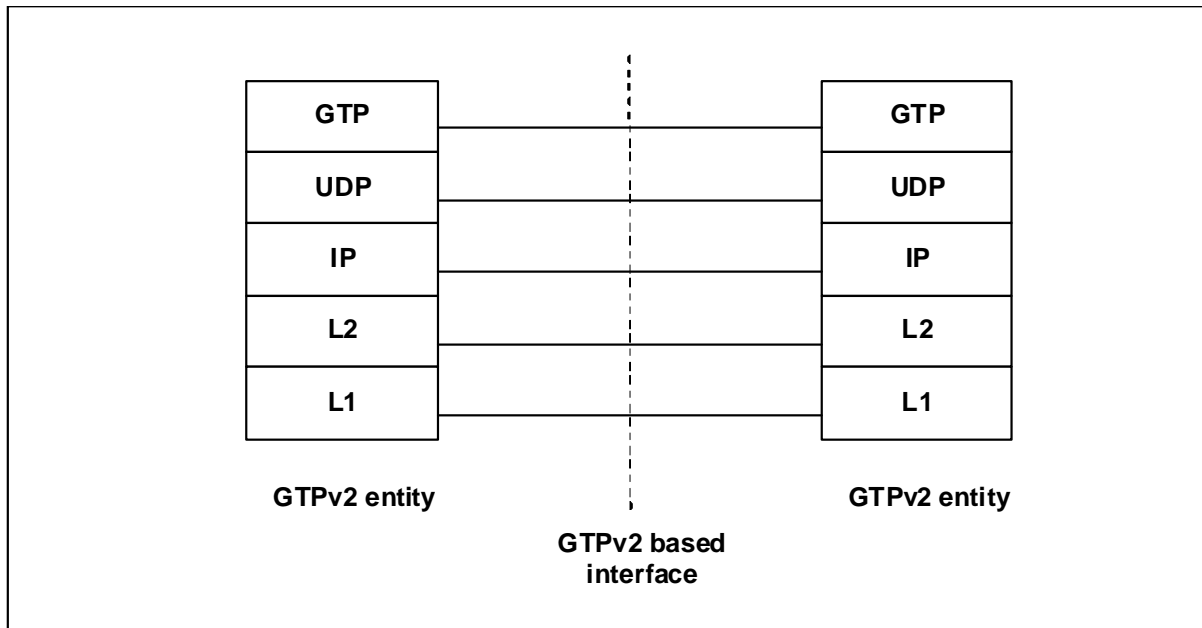 GTP
GTP
UDP
UDP
IP
IP
L2
L2
L1
L1
GTPv2 entity
GTPv2 entity
GTPv2 based
interface